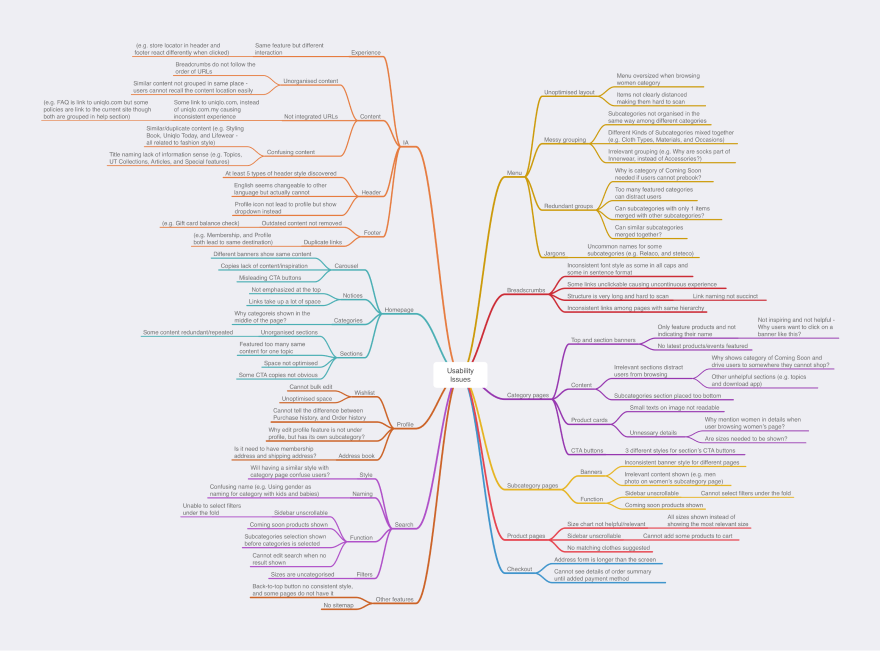 Usability
Issues
IA
Experience
Same feature but different
interaction
(e.g. store locator in header and
footer react differently when clicked)
Content
Unorganised content
Breadcrumbs do not follow the
order of URLs
Similar content not grouped in same place -
users cannot recall the content location easily
Not integrated URLs
Some link to uniqlo.com, instead
of uniqlo.com.my causing
inconsistent experience
(e.g. FAQ is link to uniqlo.com but some
policies are link to the current site though
both are grouped in help section)
Confusing content
Similar/duplicate content (e.g. Styling
Book, Uniqlo Today, and Lifewear -
all related to fashion style)
Title naming lack of information sense (e.g. Topics,
UT Collections, Articles, and Special features)
Header
At least 5 types of header style discovered
English seems changeable to other
language but actually cannot
Profile icon not lead to profile but show
dropdown instead
Footer
Outdated content not removed
(e.g. Gift card balance check)
Duplicate links
(e.g. Membership, and Profile
both lead to same destination)
Homepage
Carousel
Different banners show same content
Copies lack of content/inspiration
Misleading CTA buttons
Notices
Not emphasized at the top
Links take up a lot of space
Categories
Why categoreis shown in the
middle of the page?
Sections
Unorganised sections
Some content redundant/repeated
Featured too many same
content for one topic
Space not optimised
Some CTA copies not obvious
Profile
Wishlist
Cannot bulk edit
Unoptimised space
Cannot tell the difference between
Purchase history, and Order history
Why edit profile feature is not under
profile, but has its own subcategory?
Address book
Is it need to have membership
address and shipping address?
Search
Style
Will having a similar style with
category page confuse users?
Naming
Confusing name (e.g. Using gender as
naming for category with kids and babies)
Function
Sidebar unscrollable
Unable to select filters
under the fold
Coming soon products shown
Subcategories selection shown
before categories is selected
Cannot edit search when no
result shown
Filters
Sizes are uncategorised
Other features
Back-to-top button no consistent style,
and some pages do not have it
No sitemap
Menu
Unoptimised layout
Menu oversized when browsing
women category
Items not clearly distanced
making them hard to scan
Messy grouping
Subcategories not organised in the
same way among different categories
Different Kinds of Subcategories mixed together
(e.g. Cloth Types, Materials, and Occasions)
Irrelevant grouping (e.g. Why are socks part of
Innerwear, instead of Accessories?)
Redundant groups
Why is category of Coming Soon
needed if users cannot prebook?
Too many featured categories
can distract users
Can subcategories with only 1 items
merged with other subcategories?
Can similar subcategories
merged together?
Jargons
Uncommon names for some
subcategories (e.g. Relaco, and steteco)
Breadcrumbs
Inconsistent font style as some in all caps and
some in sentence format
Some links unclickable causing uncontinuous experience
Structure is very long and hard to scan
Link naming not succinct
Inconsistent links among pages with same hierarchy
Category pages
Top and section banners
Only feature products and not
indicating their name
Not inspiring and not helpful -
Why users want to click on a
banner like this?
No latest products/events featured
Content
Irrelevant sections distract
users from browsing
Why shows category of Coming Soon and
drive users to somewhere they cannot shop?
Other unhelpful sections (e.g. topics
and download app)
Subcategories section placed too bottom
Product cards
Small texts on image not readable
Unnessary details
Why mention women in details when
user browsing women's page?
Are sizes needed to be shown?
CTA buttons
3 different styles for section's CTA buttons
Subcategory pages
Banners
Inconsistent banner style for different pages
Irrelevant content shown (e.g. men
photo on women's subcategory page)
Function
Sidebar unscrollable
Cannot select filters under the fold
Coming soon products shown
Product pages
Size chart not helpful/relevant
All sizes shown instead of
showing the most relevant size
Sidebar unscrollable
Cannot add some products to cart
No matching clothes suggested
Checkout
Address form is longer than the screen
Cannot see details of order summary
until added payment method